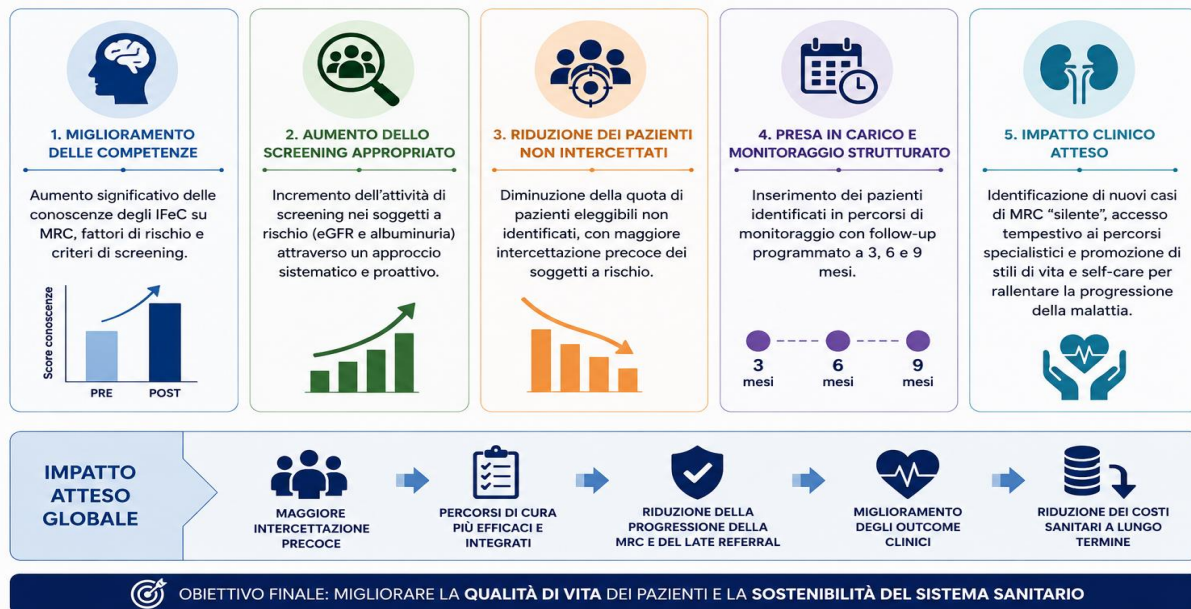 1. MIGLIORAMENTO
DELLE COMPETENZE
Aumento significativo delle
conoscenze degli IFeC su
MRC, fattori di rischio e
criteri di screening.
Score conoscenze
PRE
POST
2. AUMENTO DELLO
SCREENING APPROPRIATO
Incremento dell'attività di
screening nei soggetti a
rischio (eGFR e albuminuria)
attraverso un approccio
sistematico e proattivo.
3. RIDUZIONE DEI PAZIENTI
NON INTERCETTATI
Diminuzione della quota di
pazienti eleggibili non
identificati, con maggiore
intercettazione precoce dei
soggetti a rischio.
4. PRESA IN CARICO E
MONITORAGGIO STRUTTURATO
Inserimento dei pazienti
identificati in percorsi di
monitoraggio con follow-up
programmato a 3, 6 e 9
mesi.
3 6 9
mesi mesi mesi
5. IMPATTO CLINICO
ATTESO
Identificazione di nuovi casi
di MRC "silente", accesso
tempestivo ai percorsi
specialistici e promozione di
stili di vita e self-care per
rallentare la progressione
della malattia.
IMPATTO
ATTESO
GLOBALE
MAGGIORE
INTERCETTAZIONE
PRECOCE
PERCORSI DI CURA
PIÙ EFFICACI E
INTEGRATI
RIDUZIONE DELLA
PROGRESSIONE DELLA
MRC E DEL LATE REFERRAL
MIGLIORAMENTO
DEGLI OUTCOME
CLINICI
RIDUZIONE DEI COSTI
SANITARI A LUNGO
TERMINE
OBIETTIVO FINALE: MIGLIORARE LA QUALITÀ DI VITA DEI PAZIENTI E LA SOSTENIBILITÀ DEL SISTEMA SANITARIO